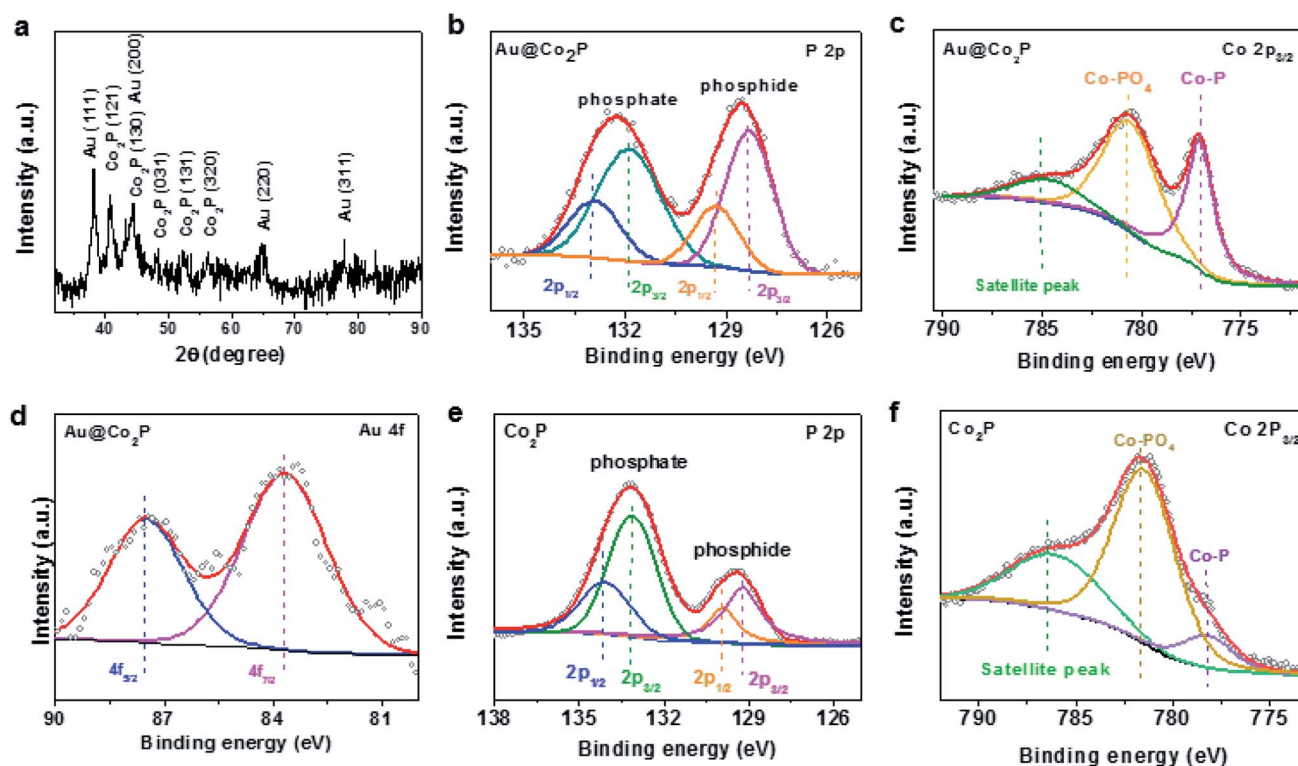 a
Intensity (a.u.)
Au (111)
Co2P (121)
Co2P (130) Au (200)
Co2P (031)
Co2P (131)
Co2P (320)
Au (220)
Au (311)
40 50 60 70 80 90
2θ (degree)
b
Au@Co2P P 2p
phosphate
phosphide
Intensity (a.u.)
2p1/2 2p3/2 2p1/2 2p3/2
135 132 129 126
Binding energy (eV)
c
Au@Co2P Co 2p3/2
Co-PO4 Co-P
Intensity (a.u.)
Satellite peak
790 785 780 775
Binding energy (eV)
d
Au@Co2P Au 4f
Intensity (a.u.)
4f5/2 4f7/2
90 87 84 81
Binding energy (eV)
e
Co2P P 2p
phosphate
phosphide
Intensity (a.u.)
2p1/2 2p3/2 2p1/2 2p3/2
138 135 132 129 126
Binding energy (eV)
f
Co2P Co 2P3/2
Co-PO4
Co-P
Intensity (a.u.)
Satellite peak
790 785 780 775
Binding energy (eV)